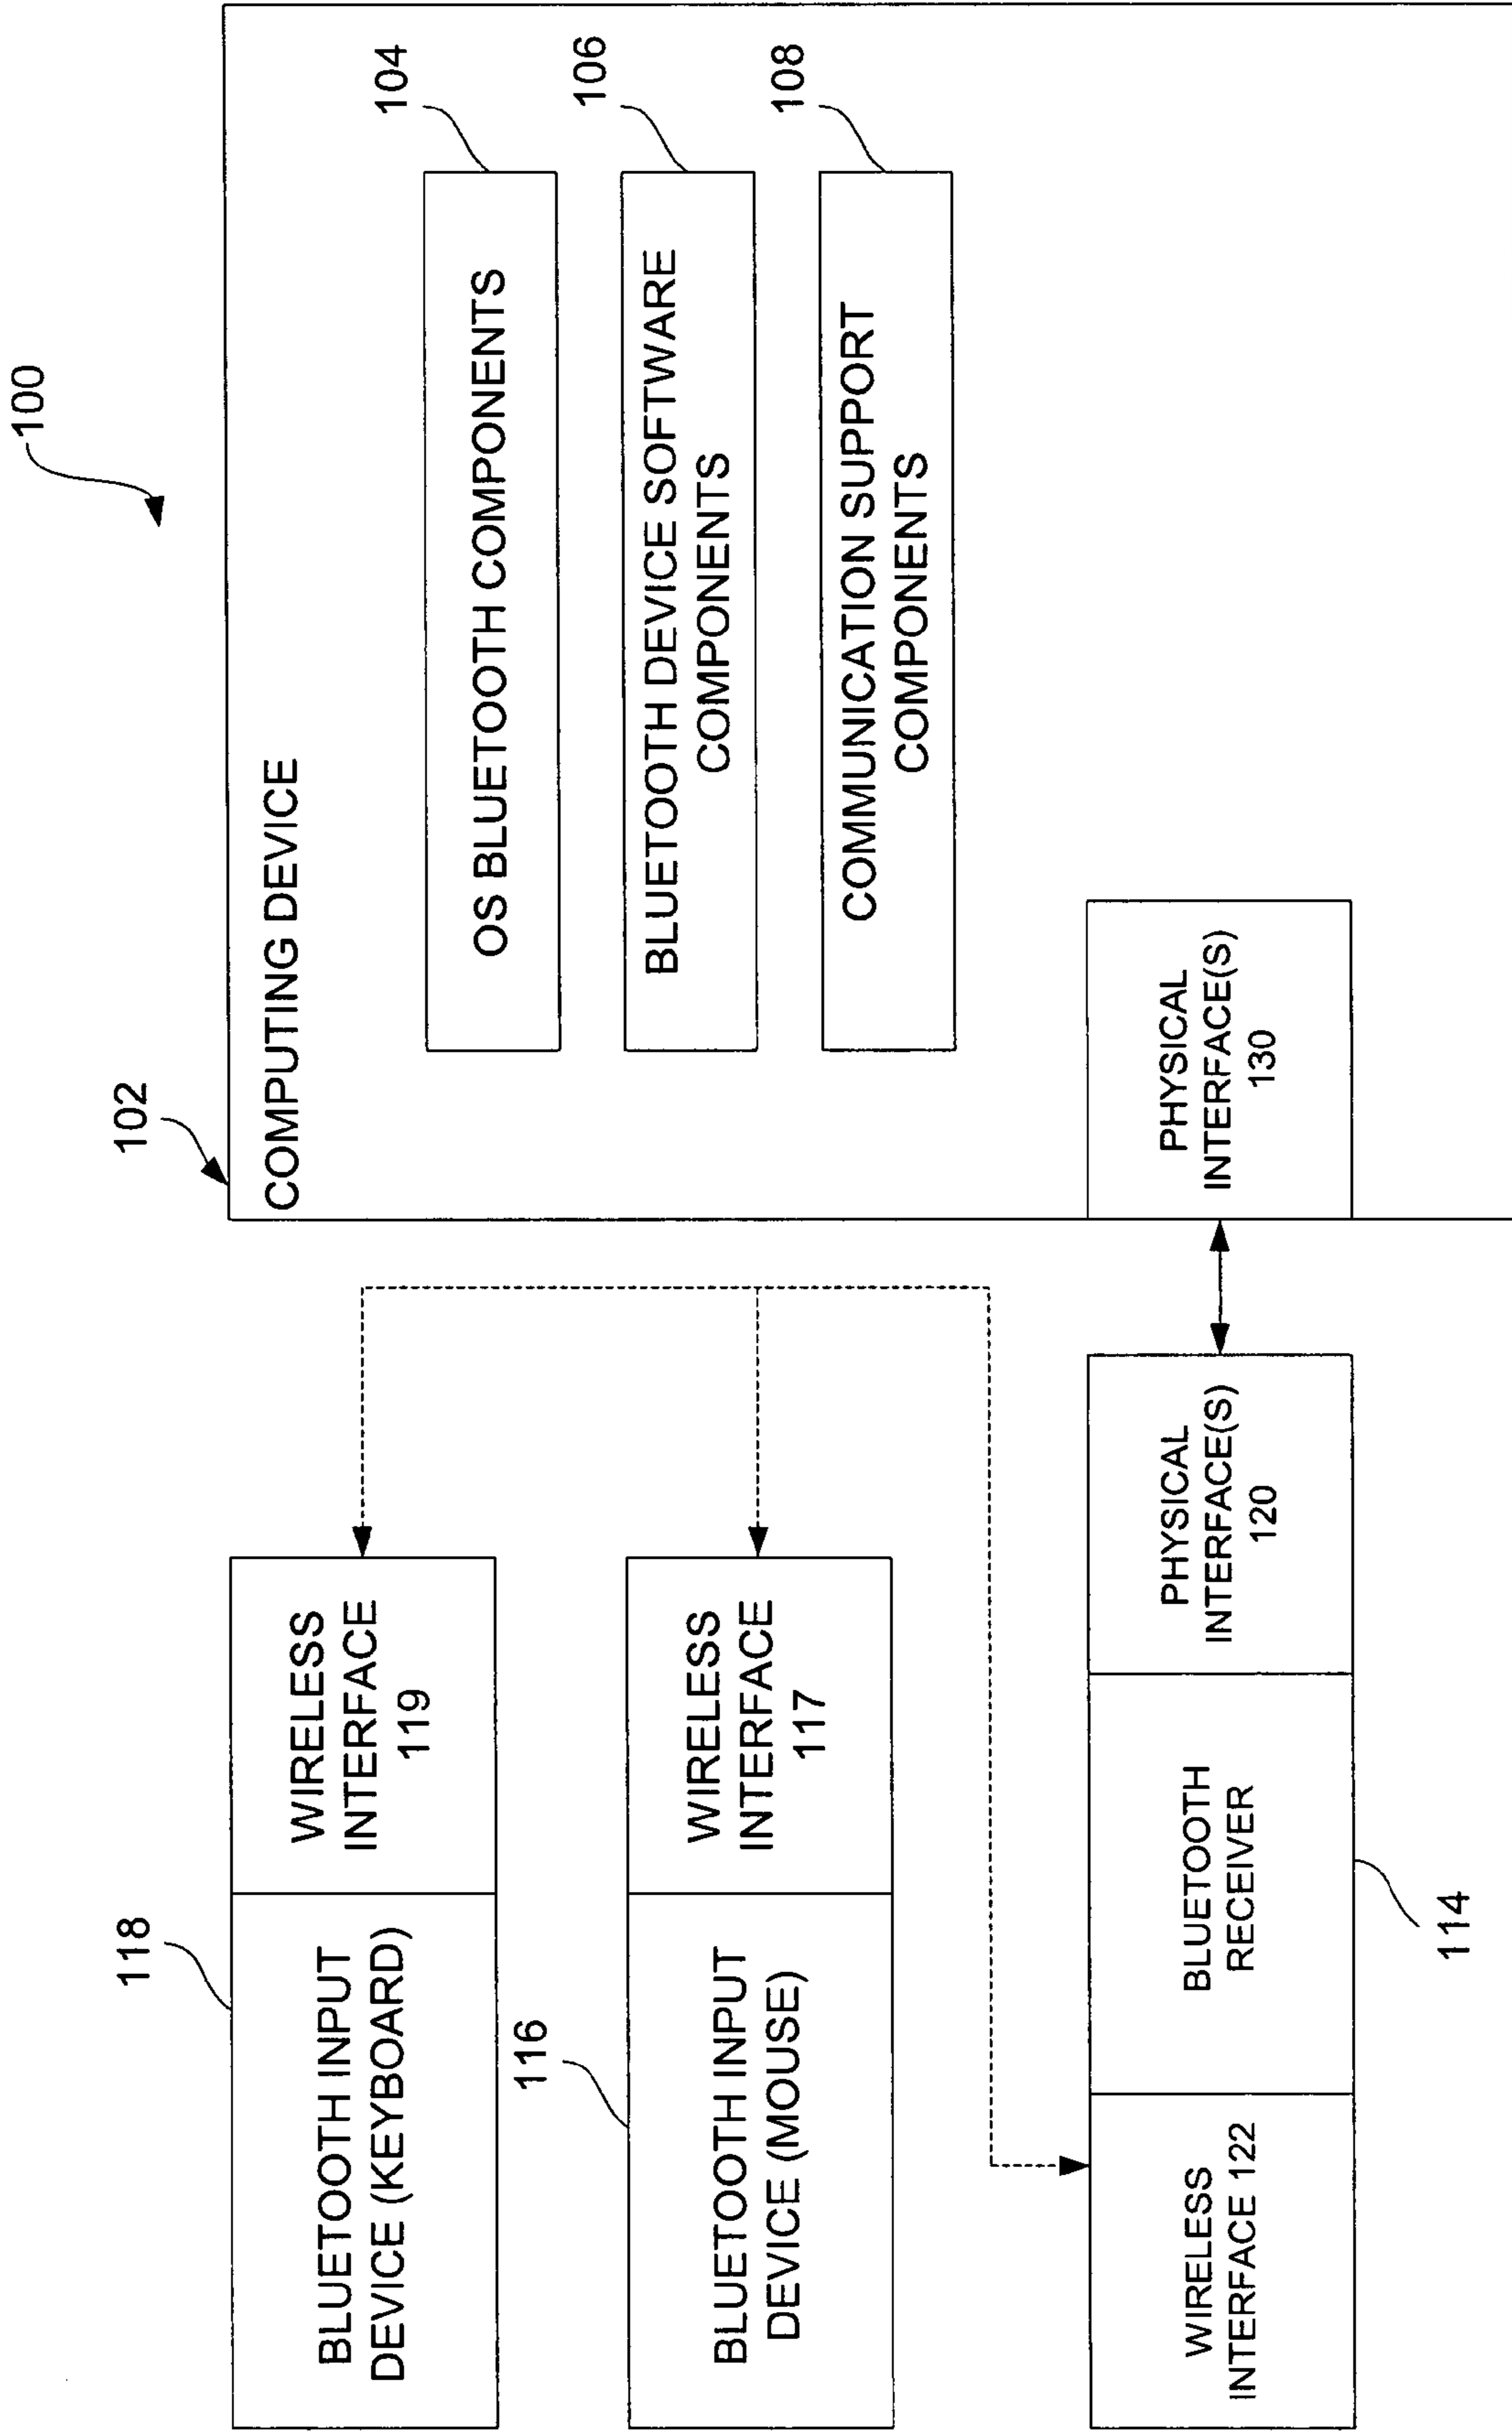 100
102
COMPUTING DEVICE
104
OS BLUETOOTH COMPONENTS
106
BLUETOOTH DEVICE SOFTWARE
COMPONENTS
108
COMMUNICATION SUPPORT
COMPONENTS
PHYSICAL
INTERFACE(S)
130
118
BLUETOOTH INPUT
DEVICE (KEYBOARD)
WIRELESS
INTERFACE
119
116
BLUETOOTH INPUT
DEVICE (MOUSE)
WIRELESS
INTERFACE
117
WIRELESS
INTERFACE 122
BLUETOOTH
RECEIVER
PHYSICAL
INTERFACE(S)
120
114